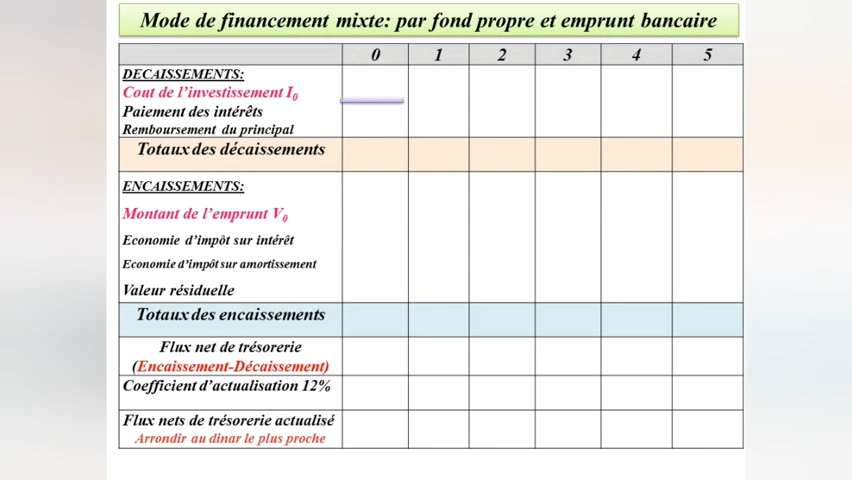 Mode de financement mixte: par fond propre et emprunt bancaire
0 1 2 3 4 5
DECAISSEMENTS:
Cout de l'investissement I0
Paiement des intérêts
Remboursement du principal
Totaux des décaissements
ENCAISSEMENTS:
Montant de l'emprunt V0
Economie d'impôt sur intérêt
Economie d'impôt sur amortissement
Valeur résiduelle
Totaux des encaissements
Flux net de trésorerie
(Encaissement-Décaissement)
Coefficient d'actualisation 12%
Flux nets de trésorerie actualisé
Arrondir au dinar le plus proche